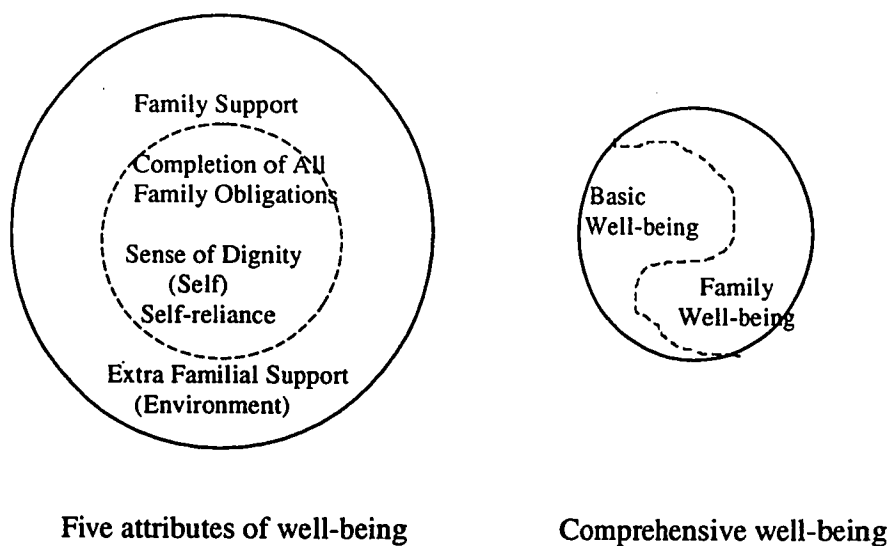 Family Support
Completion of All
Family Obligations
Sense of Dignity
(Self)
Self-reliance
Extra Familial Support
(Environment)
Basic
Well-being
Family
Well-being
Five attributes of well-being
Comprehensive well-being